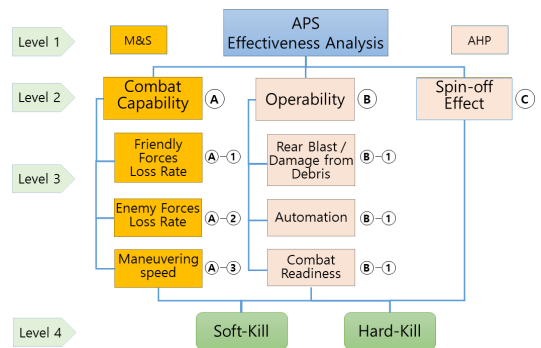 Level 1
M&S
APS
Effectiveness Analysis
AHP
Level 2
Combat
Capability
A
Operability
B
Spin-off
Effect
C
Level 3
Friendly
Forces
Loss Rate
A-1
Rear Blast /
Damage from
Debris
B-1
Enemy Forces
Loss Rate
A-2
Automation
B-1
Maneuvering
speed
A-3
Combat
Readiness
B-1
Level 4
Soft-Kill
Hard-Kill